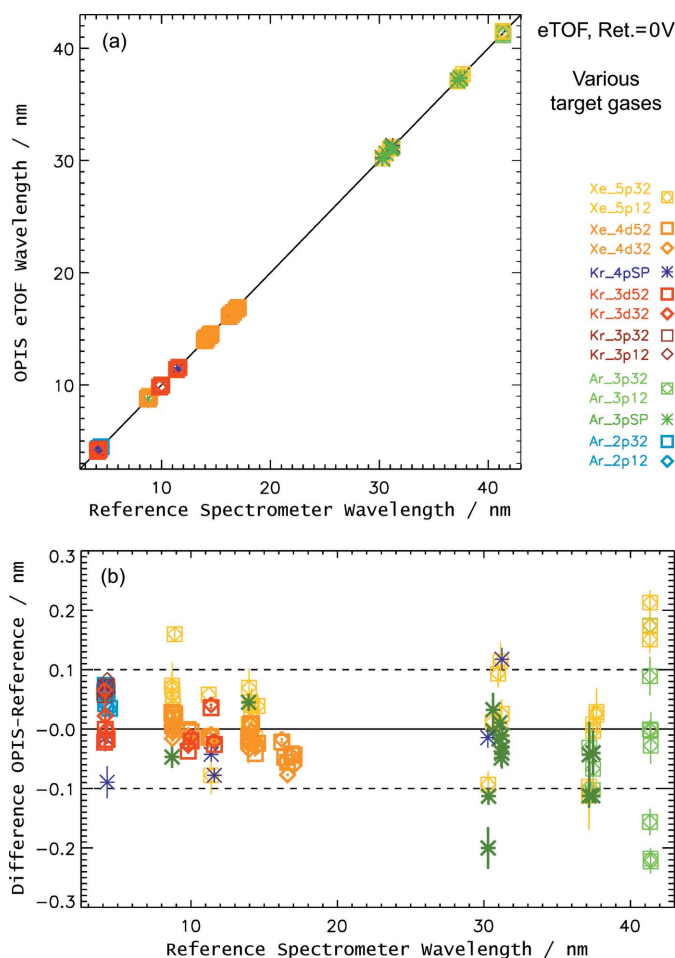 (a)
eTOF, Ret.=0V
Various
target gases
OPIS eTOF Wavelength / nm
40
30
20
10
10 20 30 40
Reference Spectrometer Wavelength / nm
Xe_5p32
Xe_5p12
Xe_4d52
Xe_4d32
Kr_4pSP
Kr_3d52
Kr_3d32
Kr_3p32
Kr_3p12
Ar_3p32
Ar_3p12
Ar_3pSP
Ar_2p32
Ar_2p12
(b)
Difference OPIS-Reference / nm
0.3
0.2
0.1
-0.0
-0.1
-0.2
-0.3
10 20 30 40
Reference Spectrometer Wavelength / nm